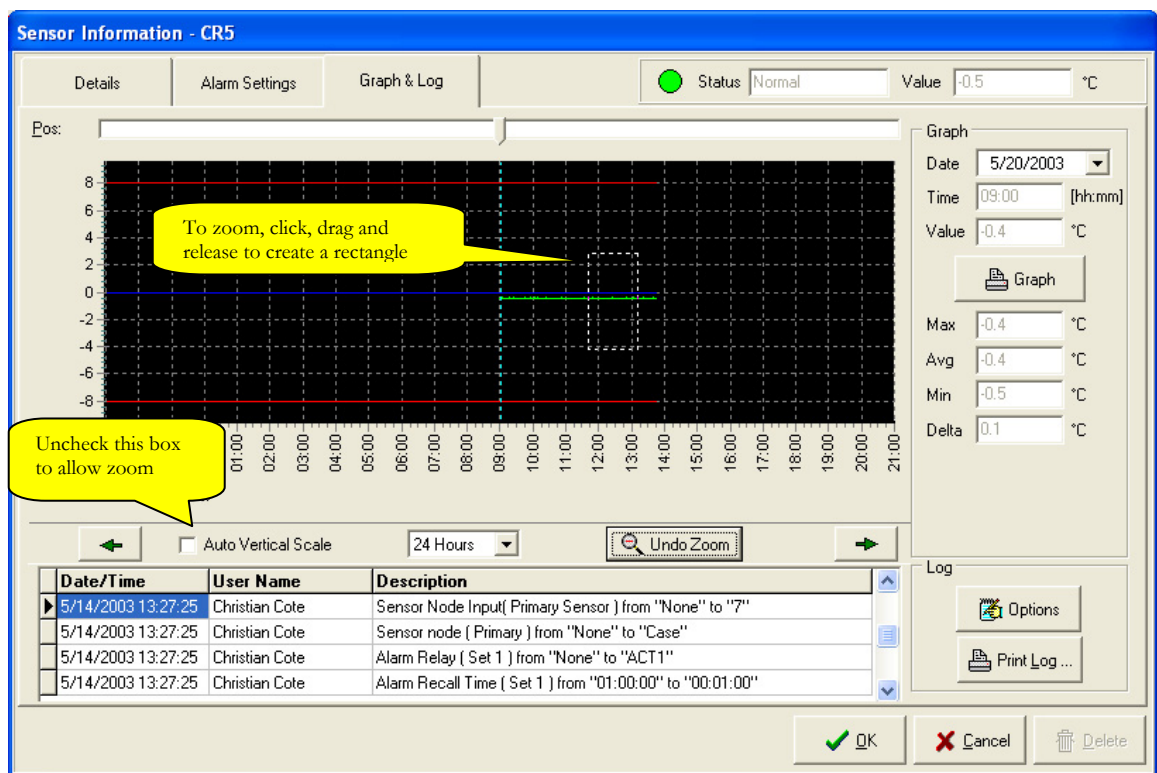 Sensor Information - CR5
Details Alarm Settings Graph & Log Status Normal Value -0.5 °C
Pos:
8
6
4
2
0
-2
-4
-6
-8
To zoom, click, drag and
release to create a rectangle
Uncheck this box
to allow zoom
01:00 02:00 03:00 04:00 05:00 06:00 07:00 08:00 09:00 10:00 11:00 12:00 13:00 14:00 15:00 16:00 17:00 18:00 19:00 20:00 21:00
Graph
Date 5/20/2003
Time 09:00 [hh:mm]
Value -0.4 °C
Graph
Max -0.4 °C
Avg -0.4 °C
Min -0.5 °C
Delta 0.1 °C
Auto Vertical Scale 24 Hours Undo Zoom
Date/Time User Name Description
5/14/2003 13:27:25 Christian Cote Sensor Node Input( Primary Sensor ) from "None" to "7"
5/14/2003 13:27:25 Christian Cote Sensor node ( Primary ) from "None" to "Case"
5/14/2003 13:27:25 Christian Cote Alarm Relay ( Set 1 ) from "None" to "ACT1"
5/14/2003 13:27:25 Christian Cote Alarm Recall Time ( Set 1 ) from "01:00:00" to "00:01:00"
Log
Options
Print Log ...
OK Cancel Delete